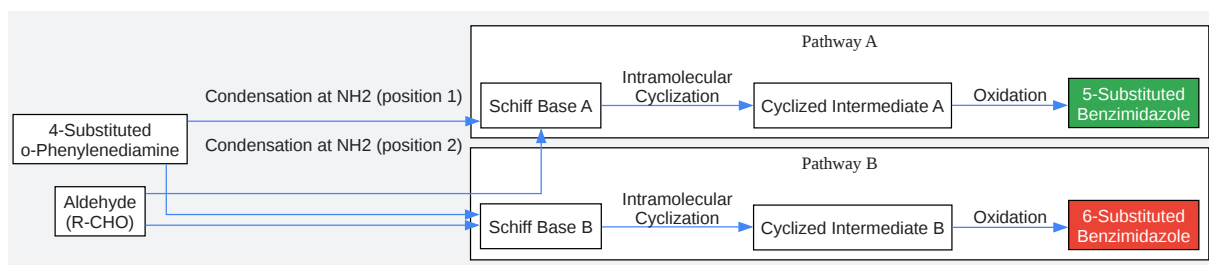 Pathway A
Condensation at NH2 (position 1)
Schiff Base A
Intramolecular
Cyclization
Cyclized Intermediate A
Oxidation
5-Substituted
Benzimidazole
4-Substituted
o-Phenylenediamine
Condensation at NH2 (position 2)
Aldehyde
(R-CHO)
Pathway B
Schiff Base B
Intramolecular
Cyclization
Cyclized Intermediate B
Oxidation
6-Substituted
Benzimidazole